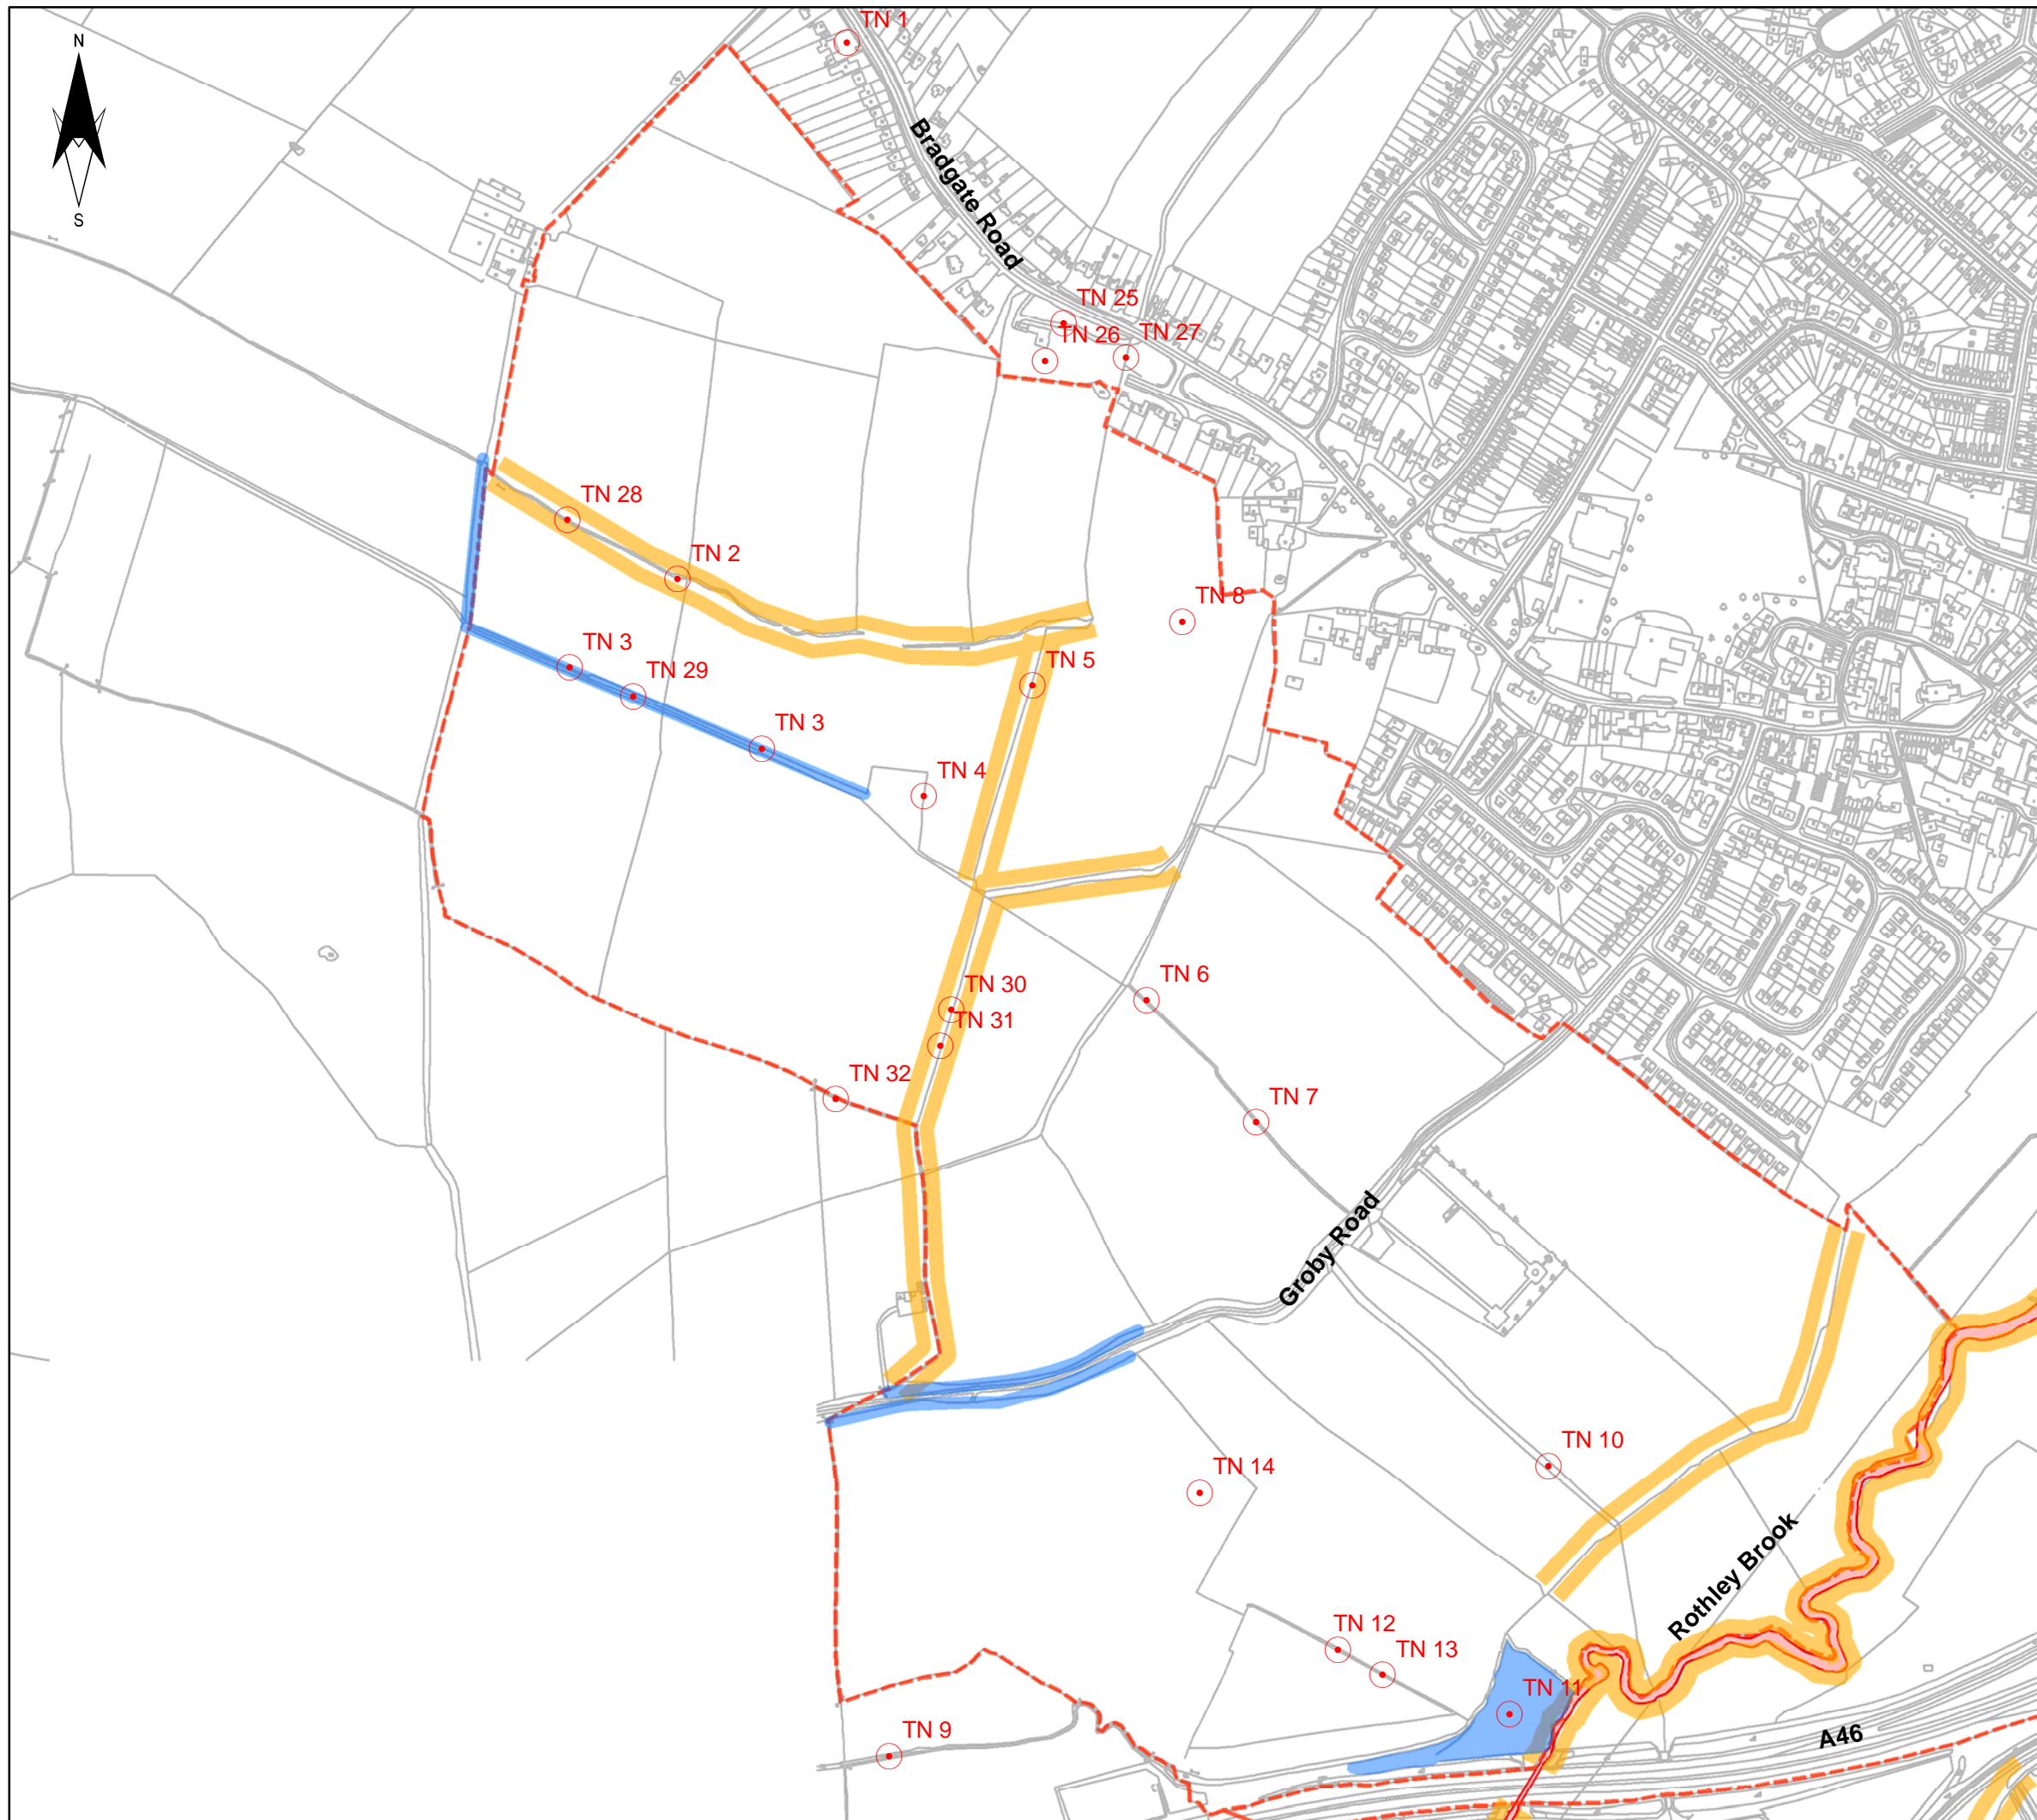 TN 1
N
S
Bradgate Road
TN 25
TN 26
TN 27
TN 28
TN 2
TN 8
TN 3
TN 29
TN 5
TN 3
TN 4
TN 6
TN 30
TN 31
TN 32
TN 7
Groby Road
TN 10
TN 14
Rothley Brook
TN 12
TN 13
TN 11
TN 9
A46